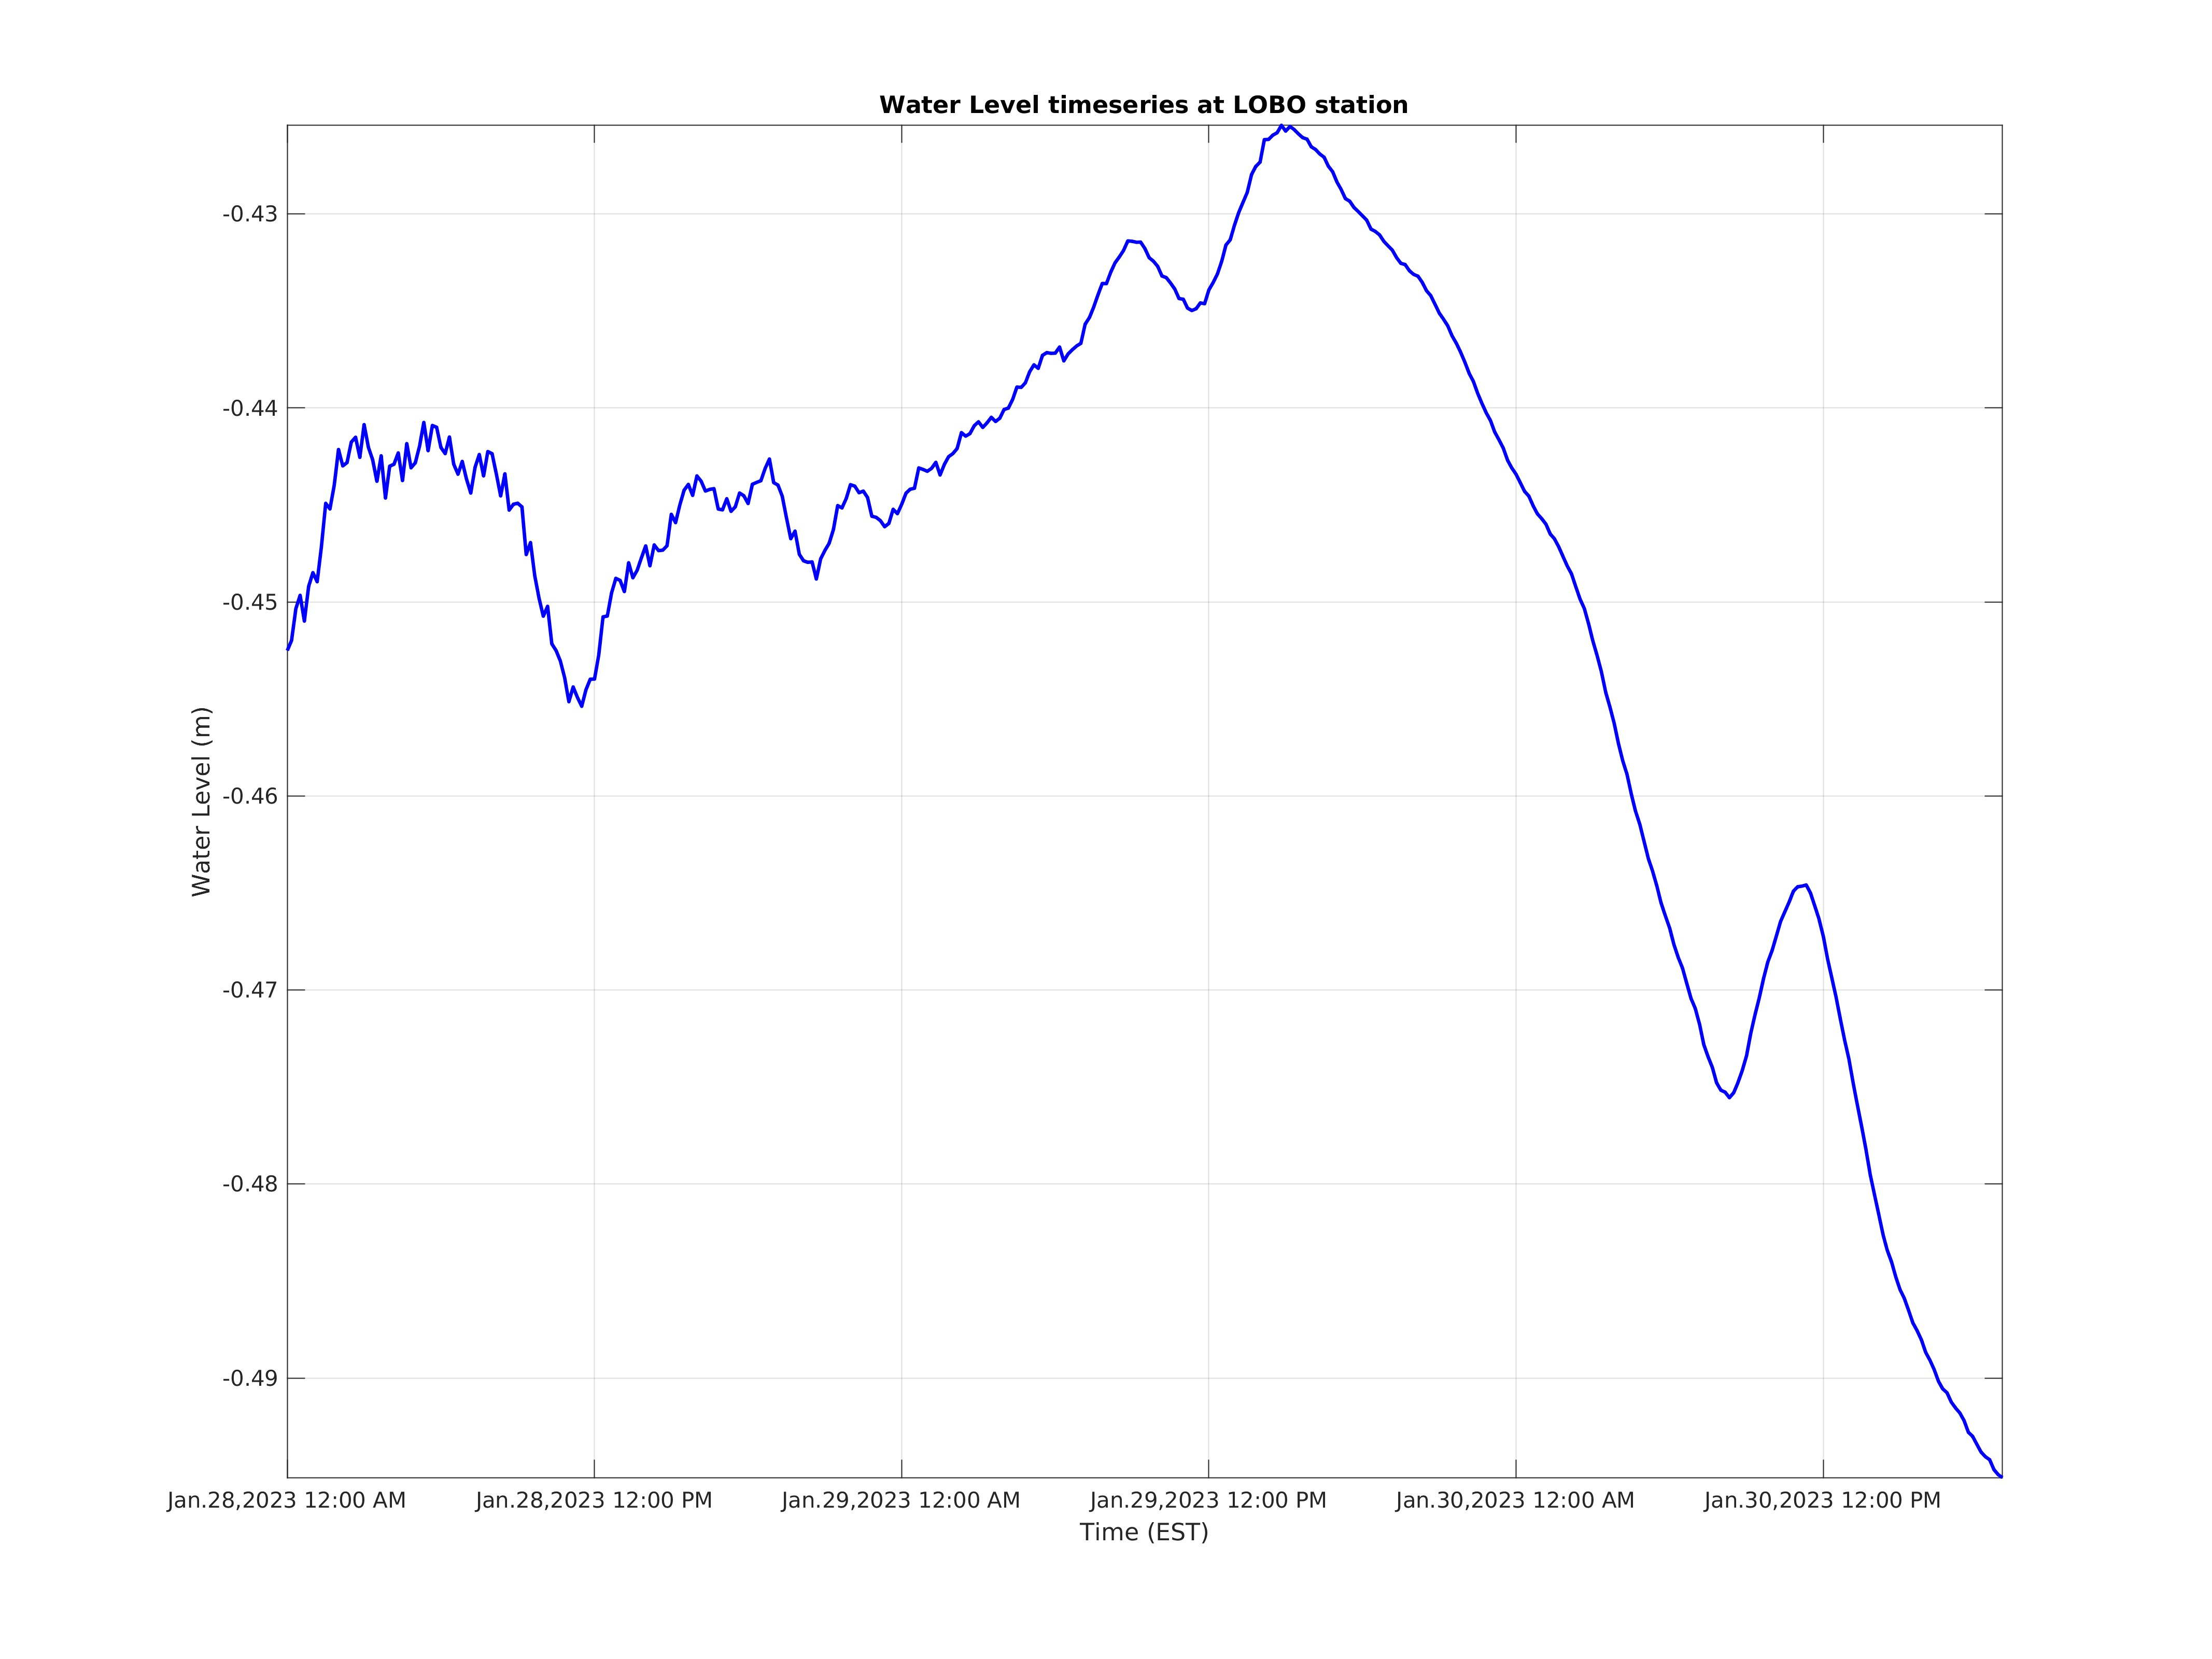 Water Level timeseries at LOBO station
-0.43
-0.44
-0.45
-0.46
-0.47
-0.48
-0.49
Water Level (m)
Jan.28,2023 12:00 AM Jan.28,2023 12:00 PM Jan.29,2023 12:00 AM Jan.29,2023 12:00 PM Jan.30,2023 12:00 AM Jan.30,2023 12:00 PM
Time (EST)